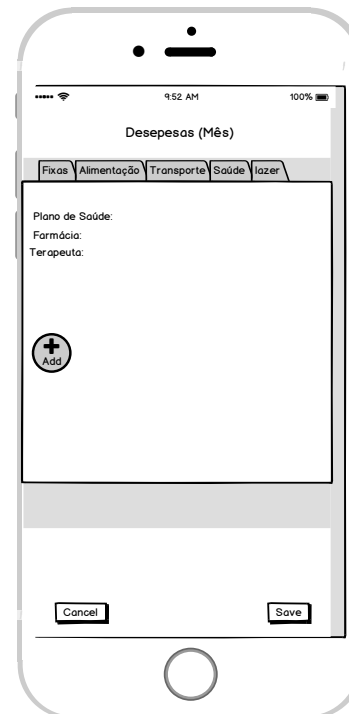 9:52 AM 100%
Desepesas (Mês)
Fixas Alimentação Transporte Saúde lazer
Plano de Saúde:
Farmácia:
Terapeuta:
Add
Cancel Save